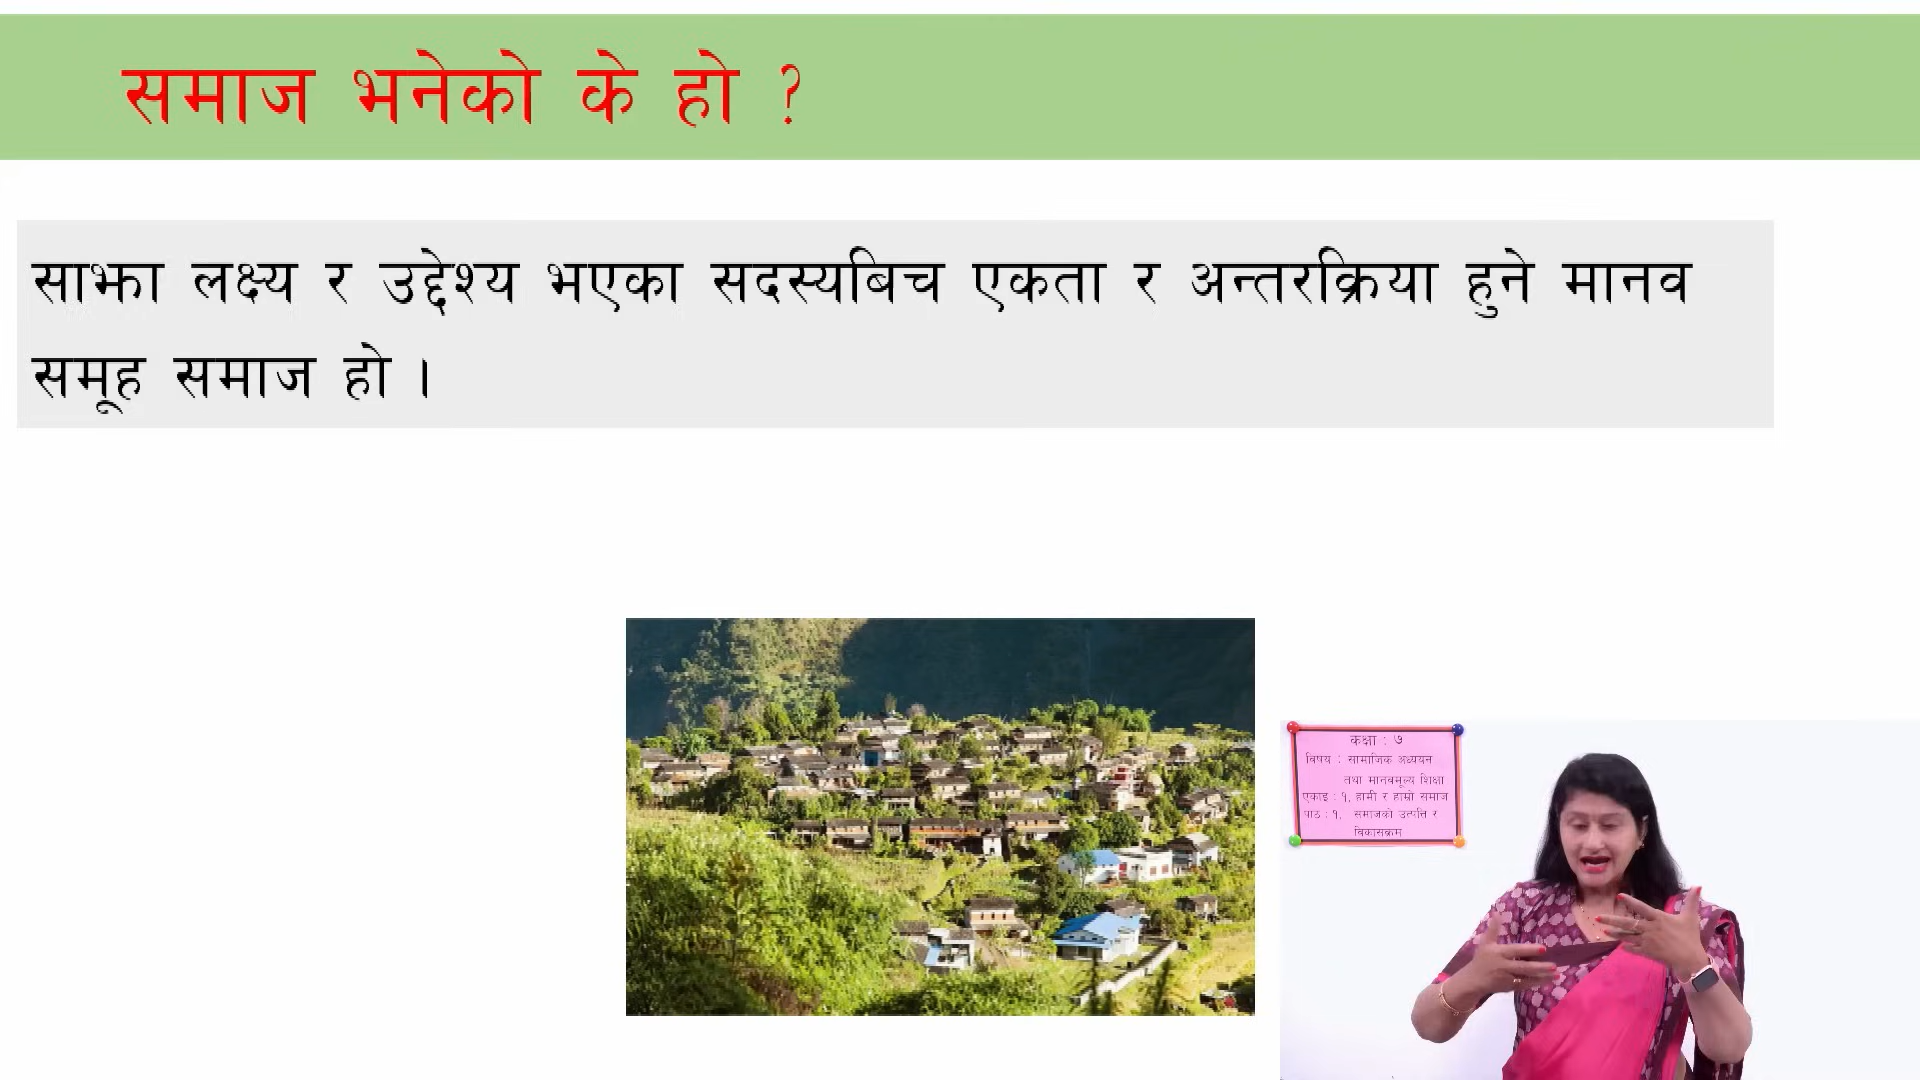 समाज भनेको के हो ?
साझा लक्ष्य र उद्देश्य भएका सदस्यबिच एकता र अन्तरक्रिया हुने मानव
समूह समाज हो ।
कक्षा : ७
विषय : सामाजिक अध्ययन
तथा मानवमूल्य शिक्षा
एकाइ : १. हामी र हाम्रो समाज
पाठ : १. समाजको उत्पत्ति र
विकासक्रम